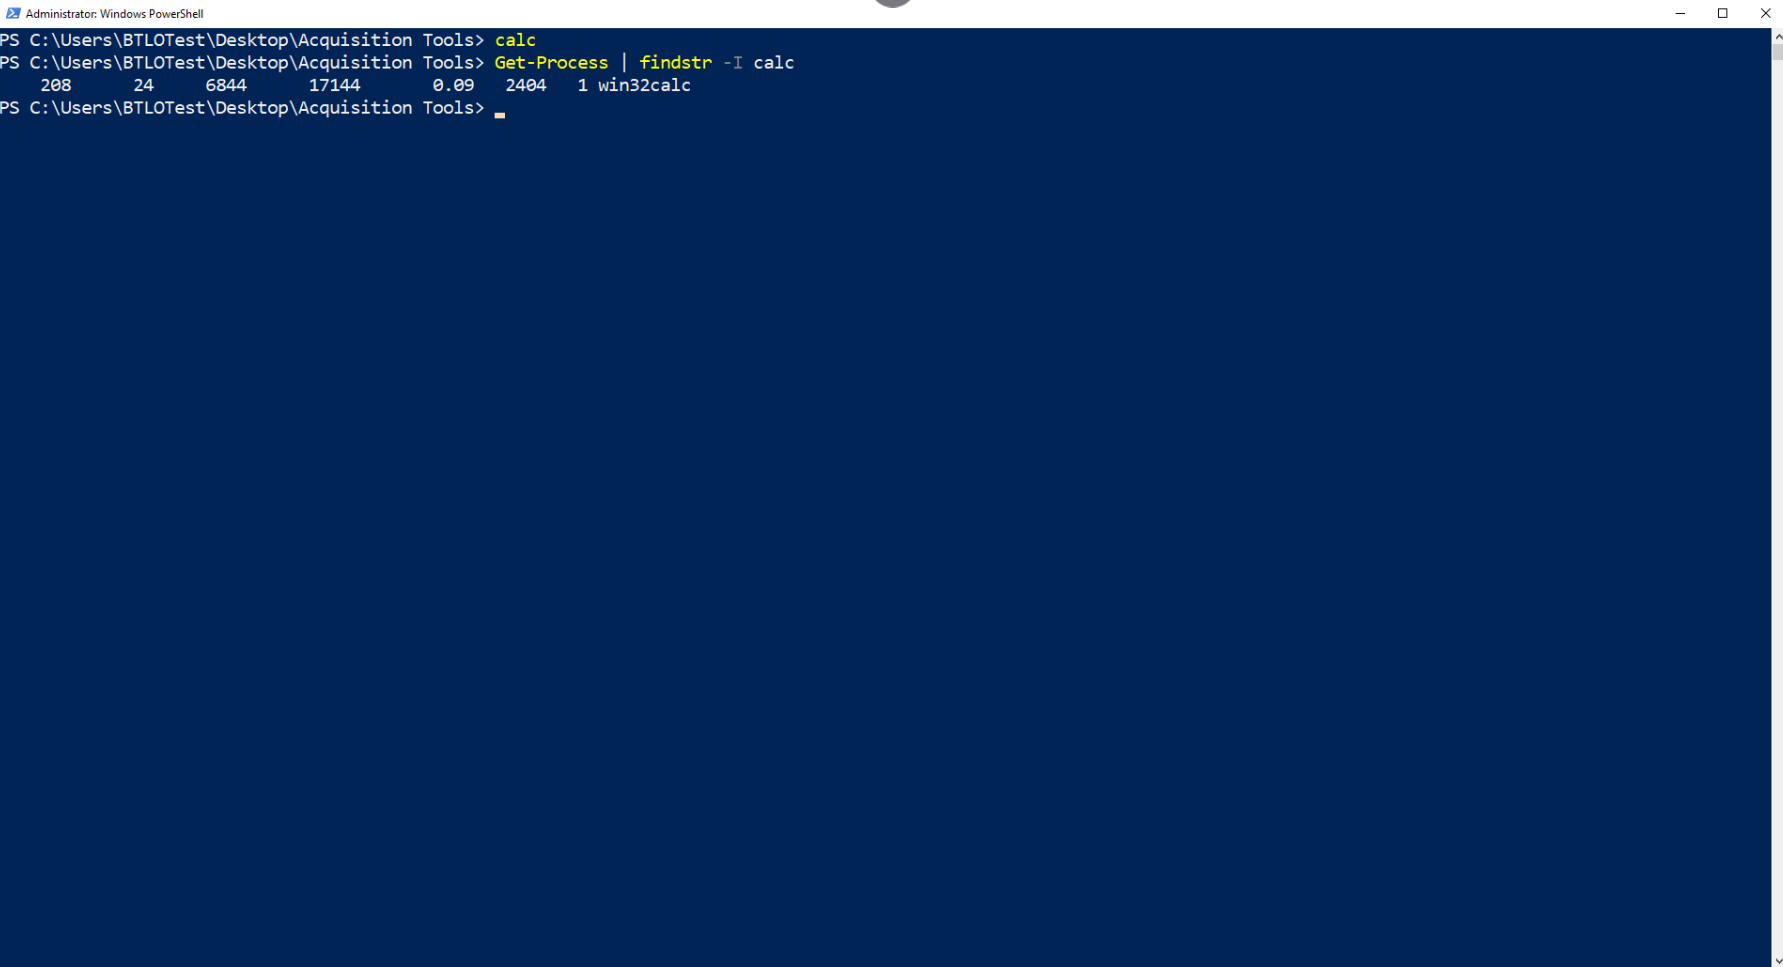 Administrator: Windows PowerShell
PS C:\Users\BTLOTest\Desktop\Acquisition Tools> calc
PS C:\Users\BTLOTest\Desktop\Acquisition Tools> Get-Process | findstr -I calc
    208      24     6844      17144       0.09   2404   1 win32calc
PS C:\Users\BTLOTest\Desktop\Acquisition Tools>